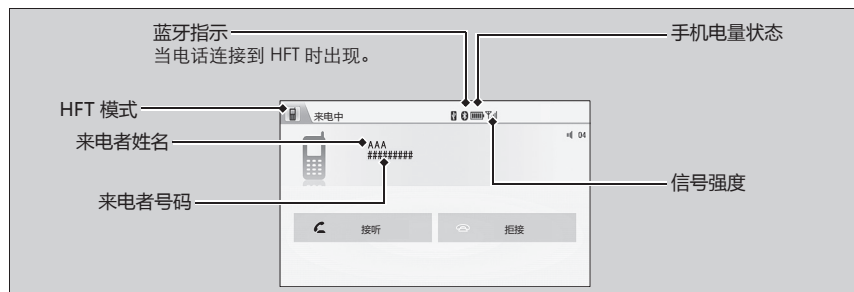 蓝牙指示
当电话连接到 HFT 时出现。
手机电量状态
HFT 模式
来电中
来电者姓名
AAA
#########
04
来电者号码
信号强度
接听
拒接